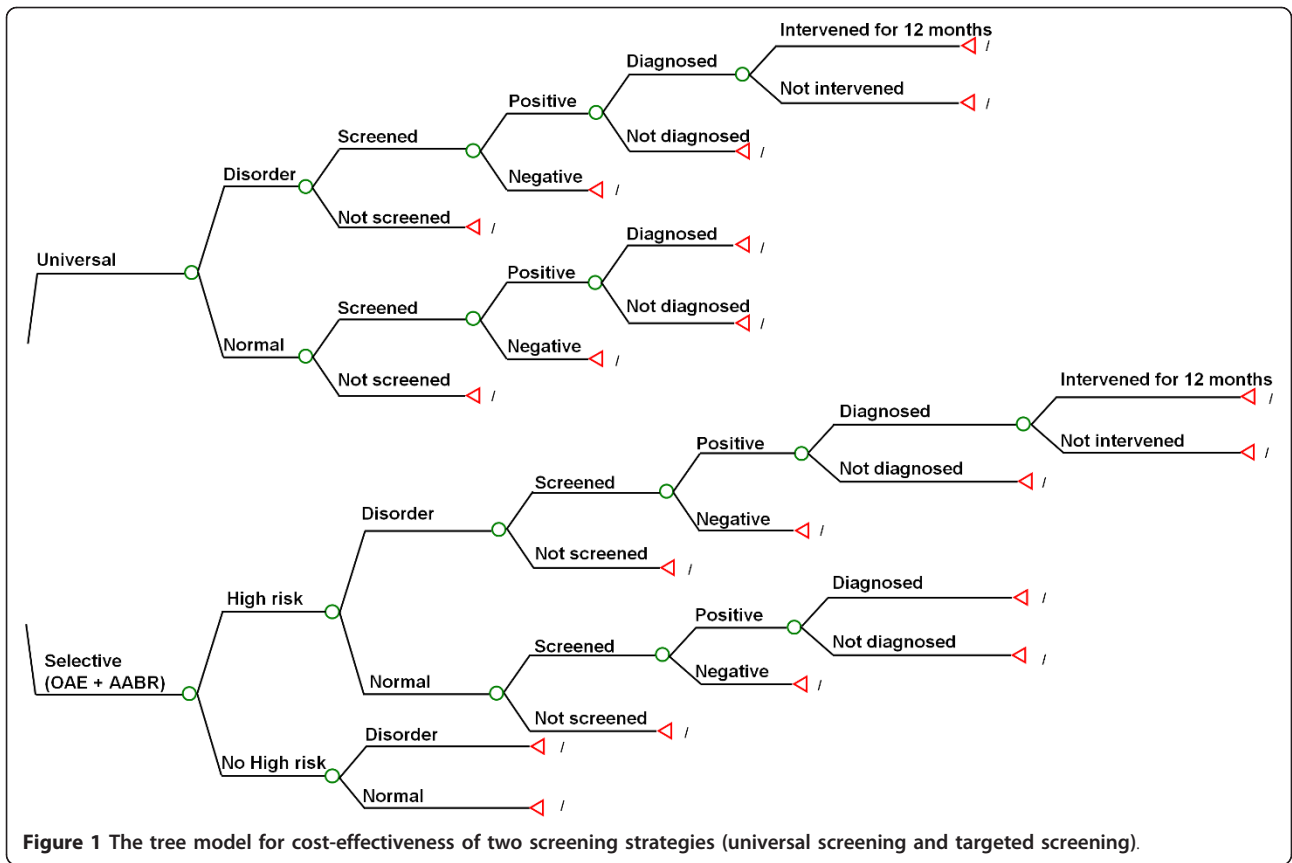 Intervened for 12 months
/
Diagnosed
Not intervened
/
Positive
Screened
Not diagnosed
/
Disorder
Negative
/
Not screened
/
Universal
Diagnosed
/
Positive
Screened
Not diagnosed
/
Normal
Negative
/
Not screened
/
Intervened for 12 months
/
Diagnosed
Not intervened
/
Positive
Screened
Not diagnosed
/
Disorder
Negative
/
Not screened
/
High risk
Diagnosed
/
Positive
Screened
Not diagnosed
/
Selective
(OAE + AABR)
Normal
Negative
/
Not screened
/
Disorder
/
No High risk
Normal
/
Figure 1 The tree model for cost-effectiveness of two screening strategies (universal screening and targeted screening).